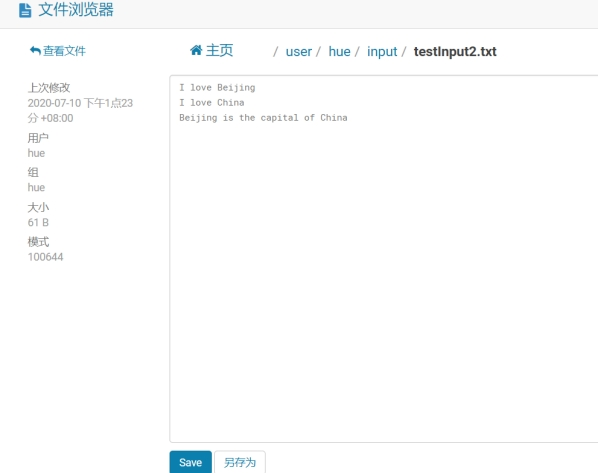 文件浏览器
查看文件
主页 / user / hue / input / testInput2.txt
上次修改
2020-07-10 下午1点23
分 +08:00
用户
hue
组
hue
大小
61 B
模式
100644
I love Beijing
I love China
Beijing is the capital of China
Save 另存为